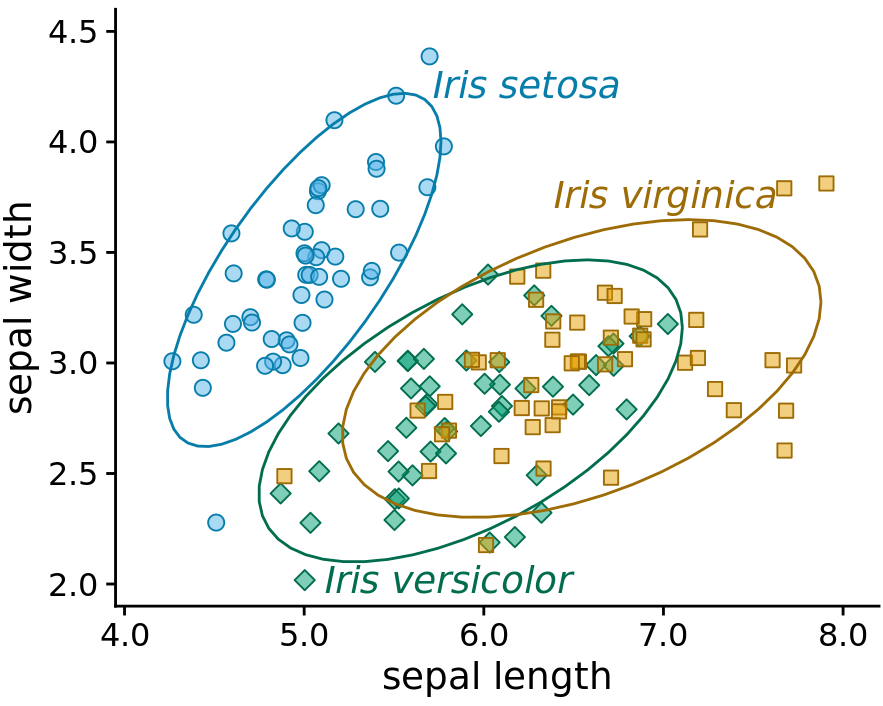 4.5
Iris setosa
4.0
Iris virginica
3.5
sepal width
3.0
2.5
2.0
Iris versicolor
4.0 5.0 6.0 7.0 8.0
sepal length